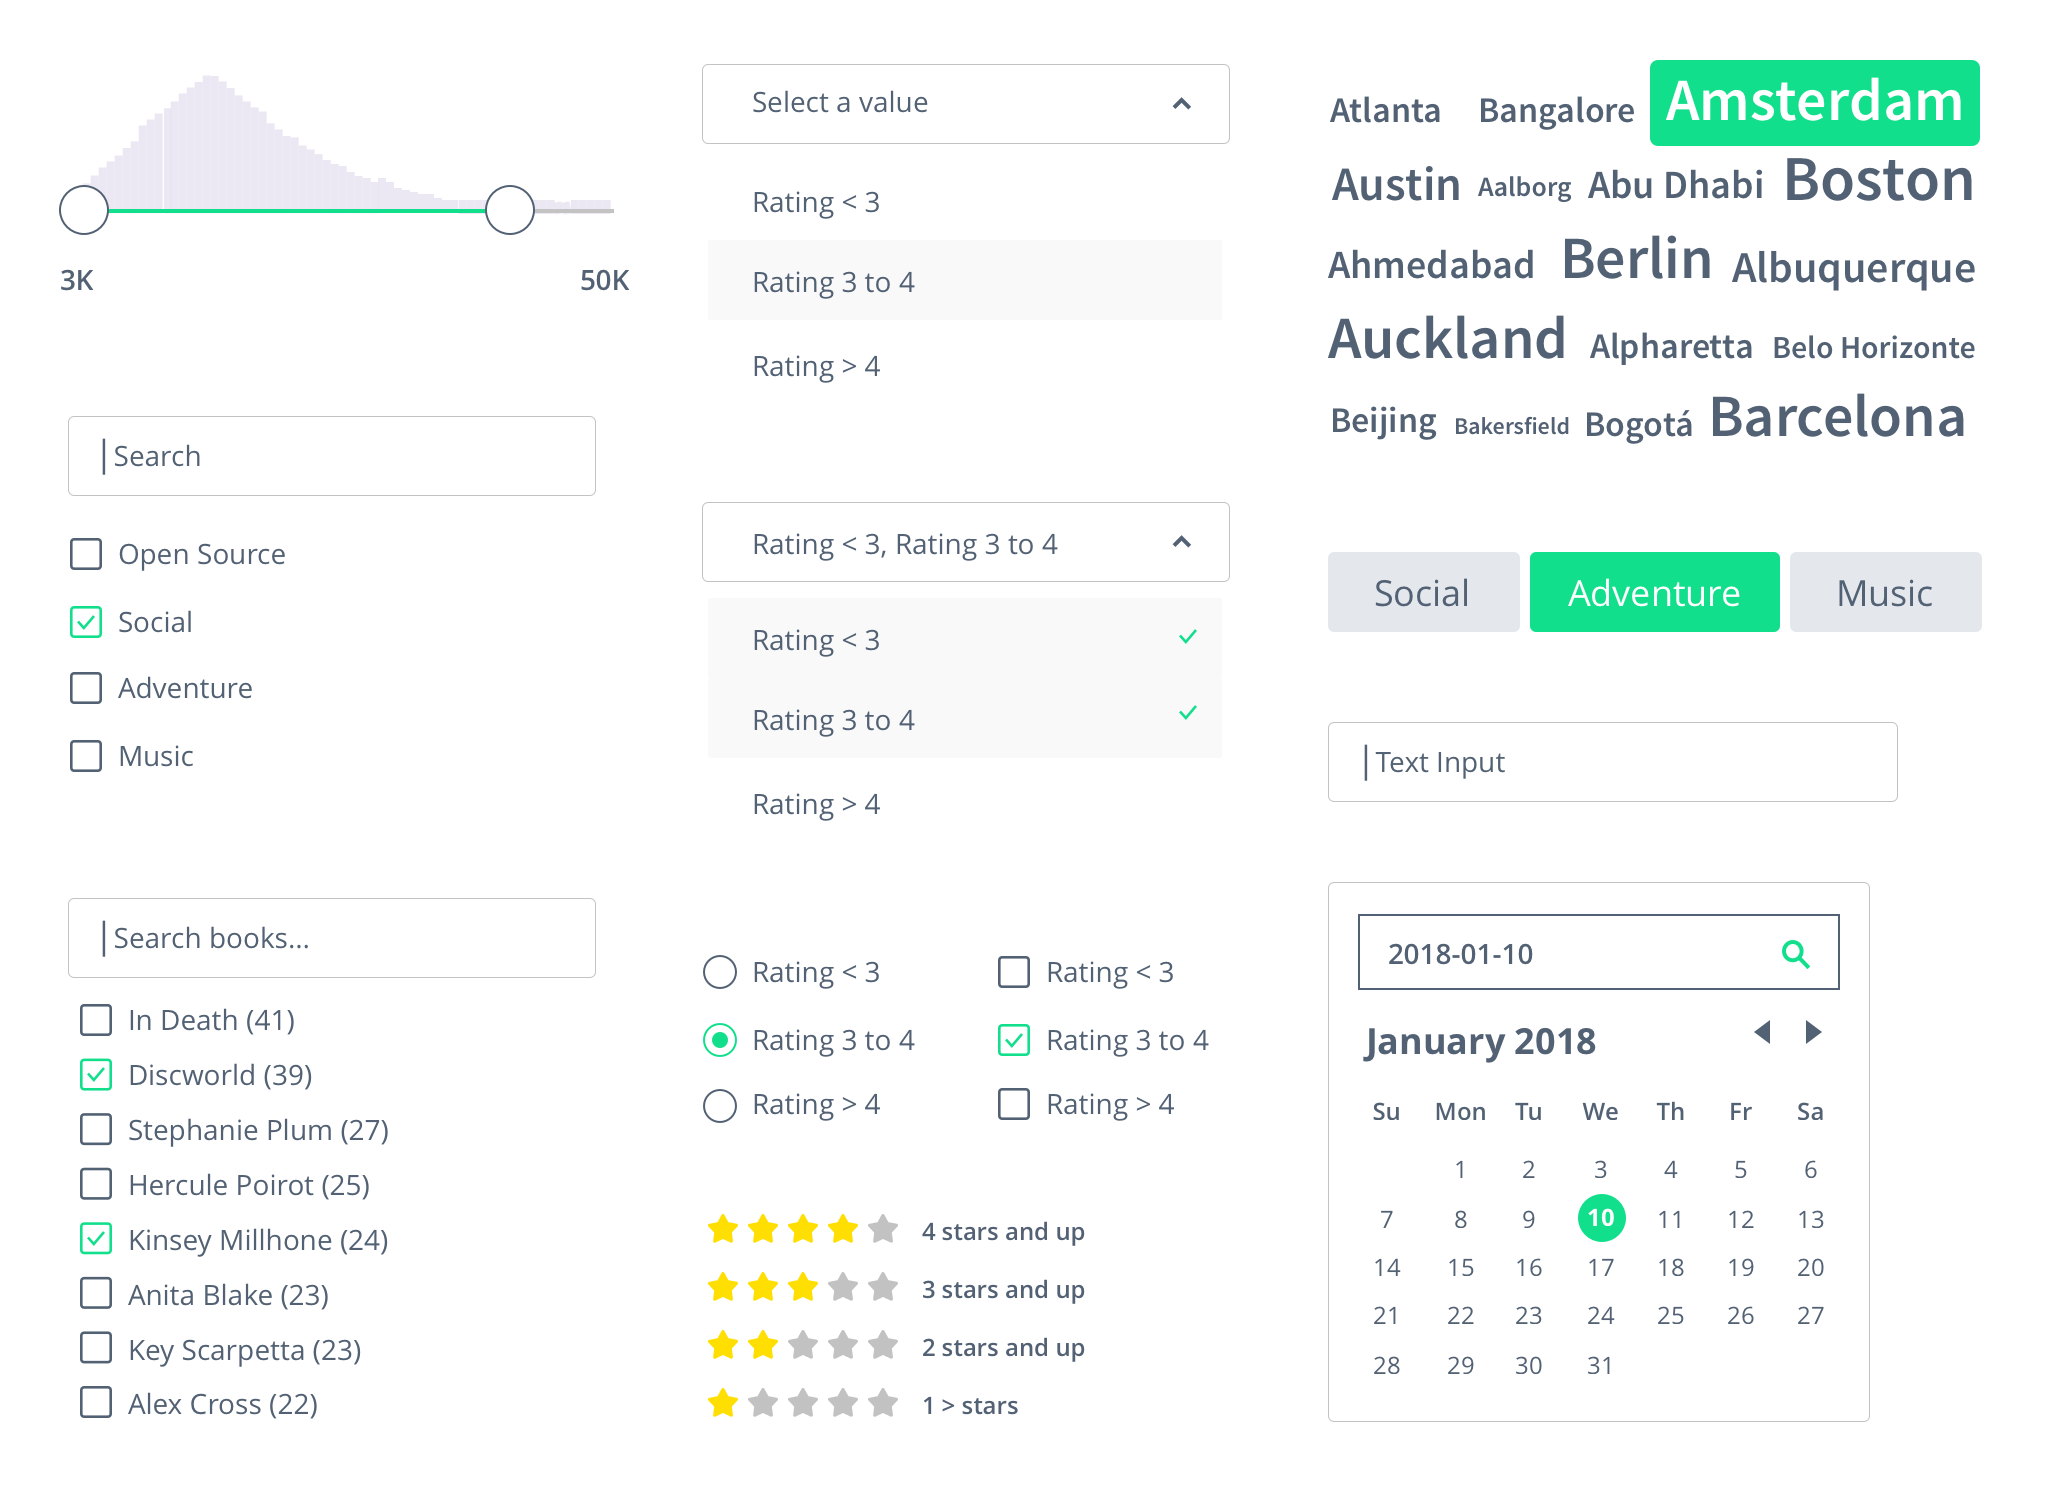 3K 50K
Search
Open Source
Social
Adventure
Music
Search books...
In Death (41)
Discworld (39)
Stephanie Plum (27)
Hercule Poirot (25)
Kinsey Millhone (24)
Anita Blake (23)
Key Scarpetta (23)
Alex Cross (22)
Select a value
Rating < 3
Rating 3 to 4
Rating > 4
Rating < 3, Rating 3 to 4
Rating < 3
Rating 3 to 4
Rating > 4
Rating < 3 Rating < 3
Rating 3 to 4 Rating 3 to 4
Rating > 4 Rating > 4
4 stars and up
3 stars and up
2 stars and up
1 > stars
Atlanta Bangalore Amsterdam
Austin Aalborg Abu Dhabi Boston
Ahmedabad Berlin Albuquerque
Auckland Alpharetta Belo Horizonte
Beijing Bakersfield Bogotá Barcelona
Social Adventure Music
Text Input
2018-01-10
January 2018
Su Mon Tu We Th Fr Sa
1 2 3 4 5 6
7 8 9 10 11 12 13
14 15 16 17 18 19 20
21 22 23 24 25 26 27
28 29 30 31